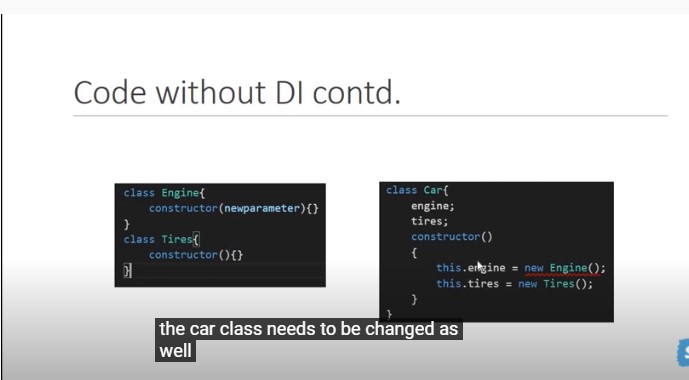 Code without DI contd.
class Engine{
constructor(newparameter){}
}
class Tires{
constructor(){}
}
class Car{
engine;
tires;
constructor()
{
this.engine = new Engine();
this.tires = new Tires();
}
}
the car class needs to be changed as
well
S